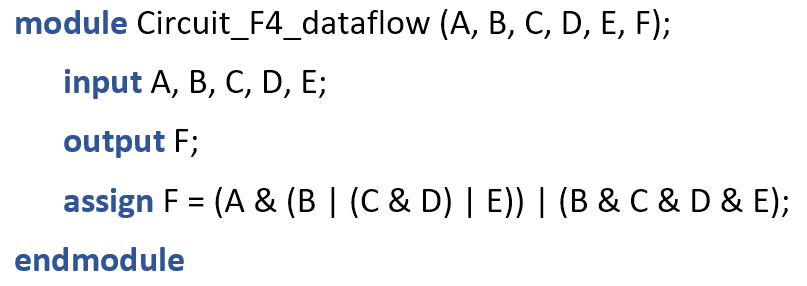 module Circuit_F4_dataflow (A, B, C, D, E, F);
input A, B, C, D, E;
output F;
assign F = (A & (B | (C & D) | E)) | (B & C & D & E);
endmodule